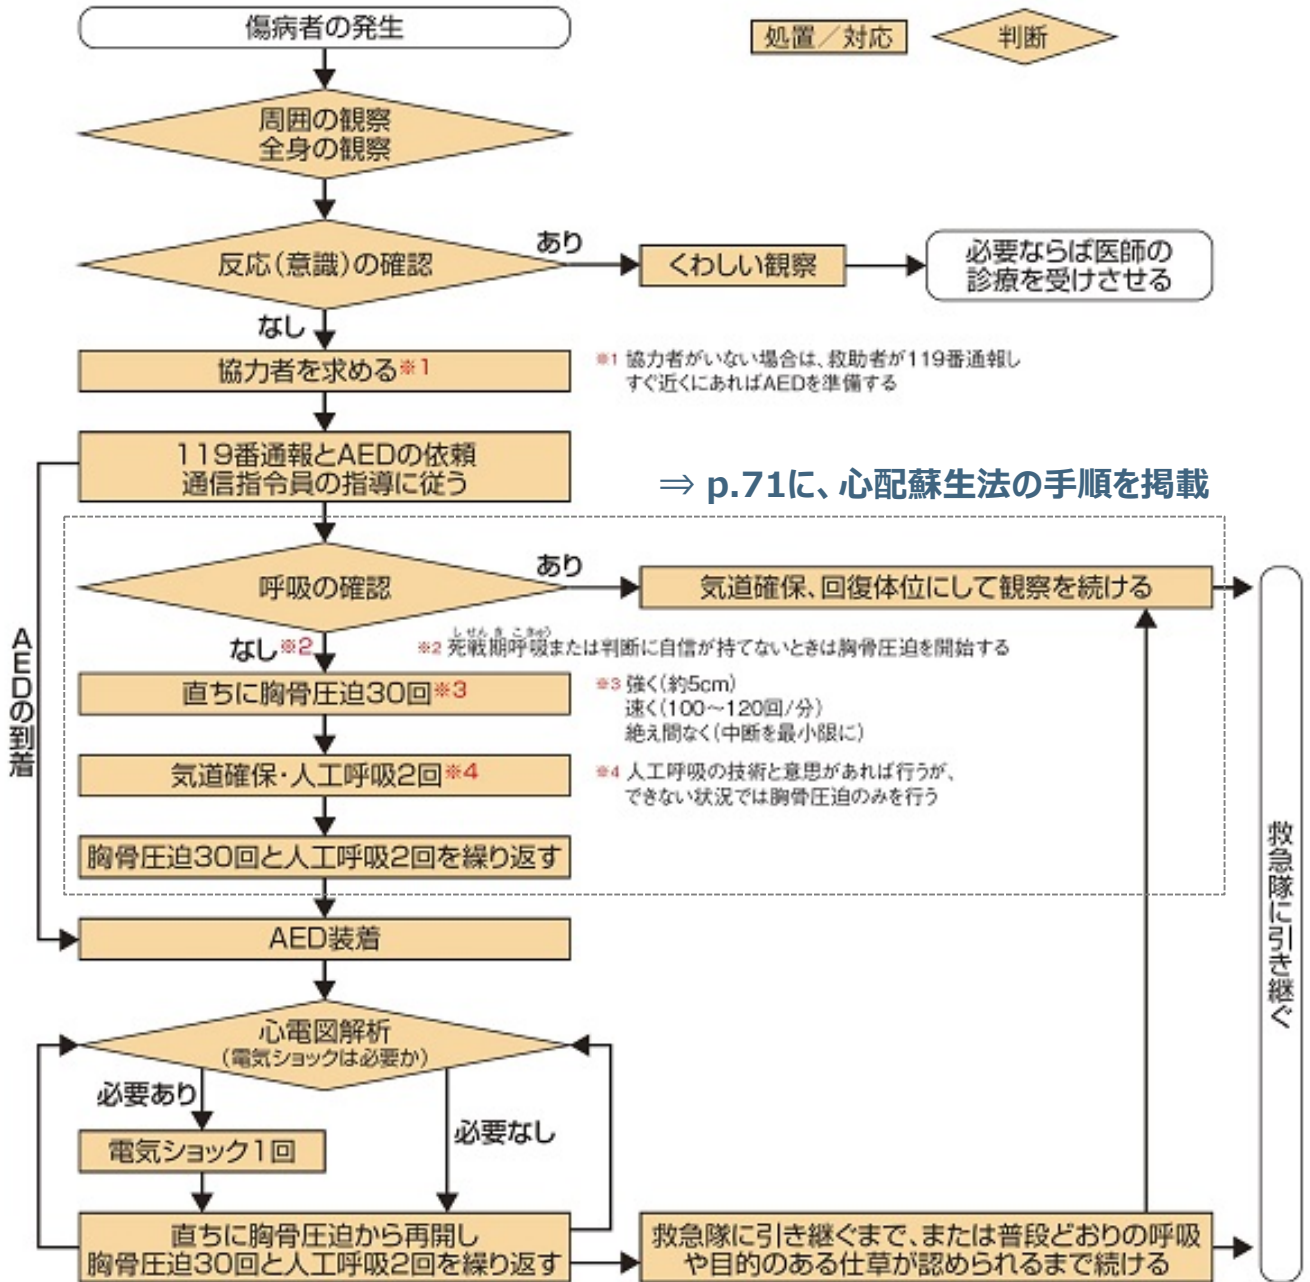 傷病者の発生
処置／対応
判断
周囲の観察
全身の観察
反応(意識)の確認
あり
くわしい観察
必要ならば医師の
診療を受けさせる
なし
協力者を求める※1
※1 協力者がいない場合は、救助者が119番通報し
すぐ近くにあればAEDを準備する
119番通報とAEDの依頼
通信指令員の指導に従う
⇒ p.71に、心配蘇生法の手順を掲載
呼吸の確認
あり
気道確保、回復体位にして観察を続ける
AEDの到着
なし※2
しせんきこきゅう
※2 死戦期呼吸または判断に自信が持てないときは胸骨圧迫を開始する
直ちに胸骨圧迫30回※3
※3 強く(約5cm)
速く(100〜120回/分)
絶え間なく(中断を最小限に)
気道確保・人工呼吸2回※4
※4 人工呼吸の技術と意思があれば行うが、
できない状況では胸骨圧迫のみを行う
胸骨圧迫30回と人工呼吸2回を繰り返す
救急隊に引き継ぐ
AED装着
心電図解析
(電気ショックは必要か)
必要あり
必要なし
電気ショック1回
直ちに胸骨圧迫から再開し
胸骨圧迫30回と人工呼吸2回を繰り返す
救急隊に引き継ぐまで、または普段どおりの呼吸
や目的のある仕草が認められるまで続ける